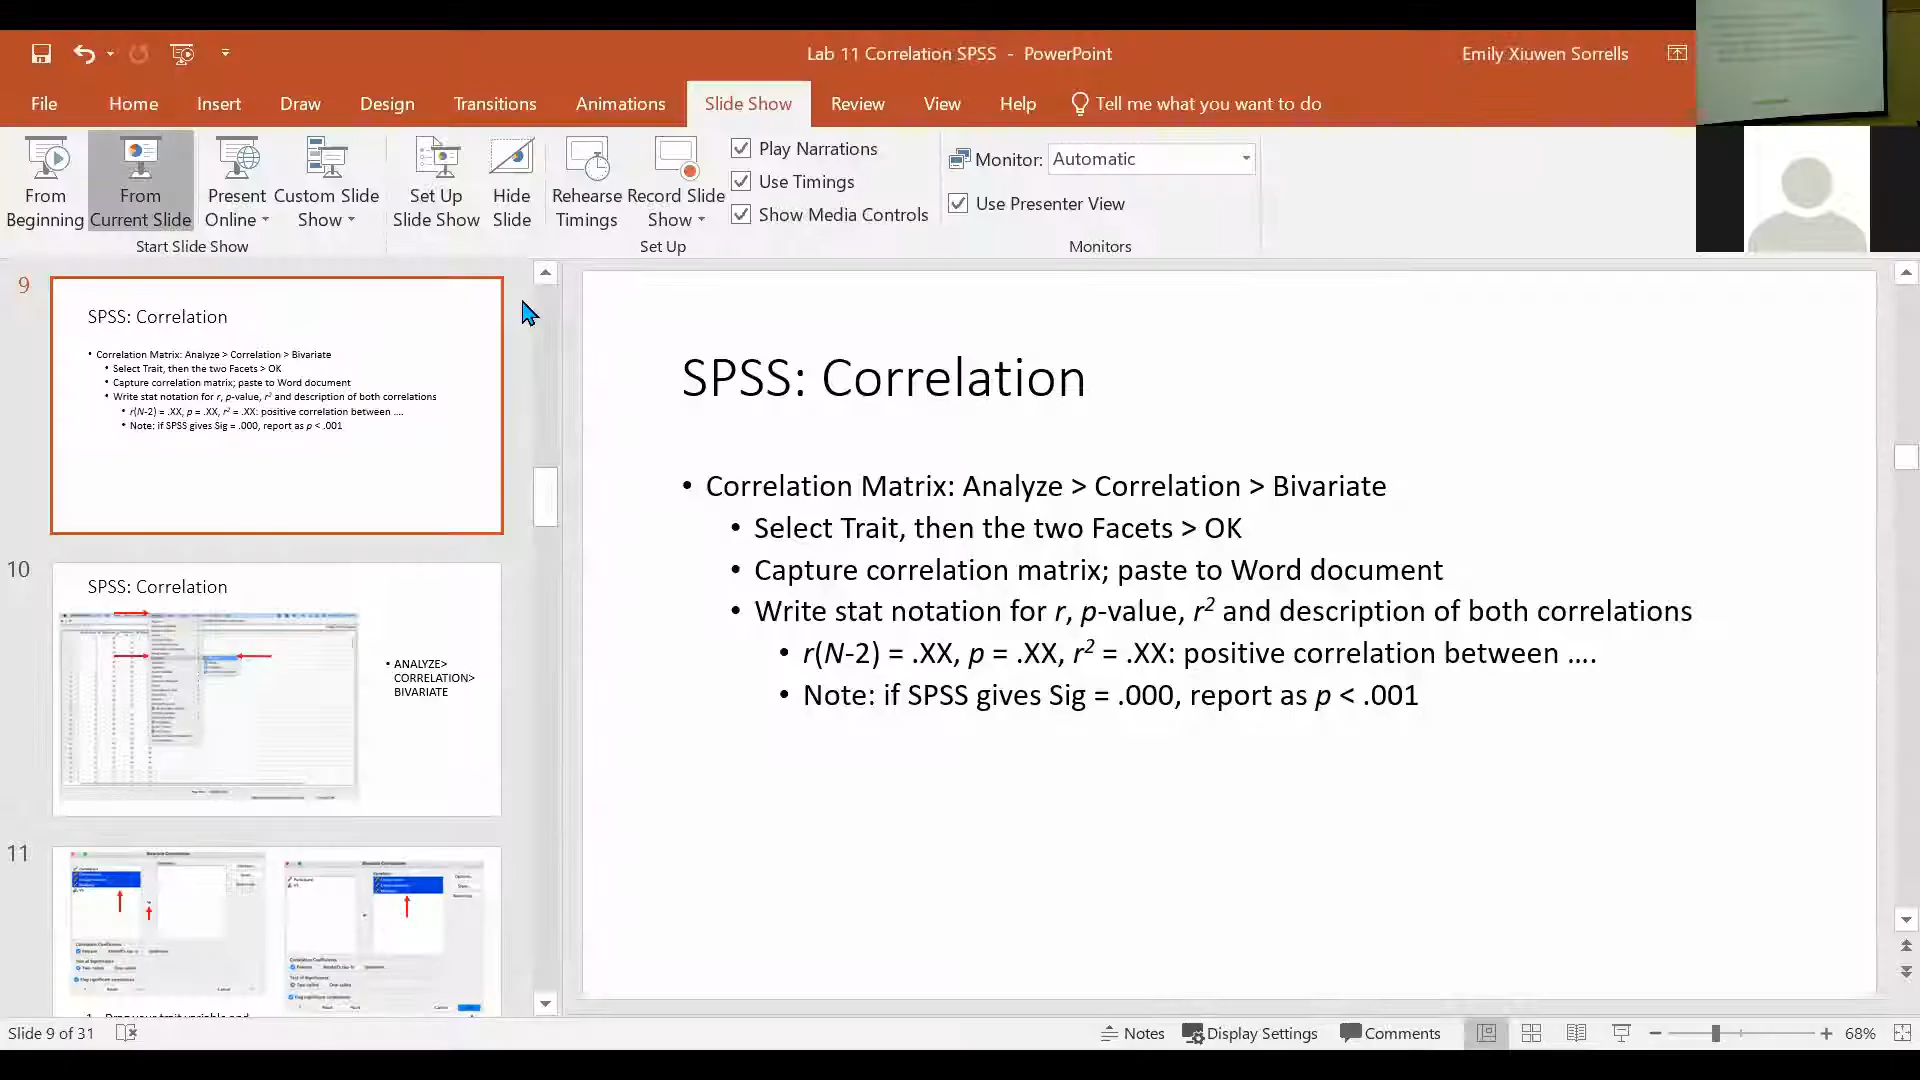 Lab 11 Correlation SPSS - PowerPoint
Emily Xiuwen Sorrells
File Home Insert Draw Design Transitions Animations Slide Show Review View Help Tell me what you want to do
From Beginning
From Current Slide
Present Online
Custom Slide Show
Set Up Slide Show
Hide Slide
Rehearse Timings
Record Slide Show
Play Narrations
Use Timings
Show Media Controls
Monitor: Automatic
Use Presenter View
Start Slide Show
Set Up
Monitors
9
SPSS: Correlation
• Correlation Matrix: Analyze > Correlation > Bivariate
• Select Trait, then the two Facets > OK
• Capture correlation matrix; paste to Word document
• Write stat notation for r, p-value, r² and description of both correlations
• r(N-2) = .XX, p = .XX, r² = .XX: positive correlation between ....
• Note: if SPSS gives Sig = .000, report as p < .001
10
SPSS: Correlation
• ANALYZE>
CORRELATION>
BIVARIATE
11
SPSS: Correlation
• Correlation Matrix: Analyze > Correlation > Bivariate
• Select Trait, then the two Facets > OK
• Capture correlation matrix; paste to Word document
• Write stat notation for r, p-value, r² and description of both correlations
• r(N-2) = .XX, p = .XX, r² = .XX: positive correlation between ....
• Note: if SPSS gives Sig = .000, report as p < .001
Slide 9 of 31
Notes
Display Settings
Comments
68%